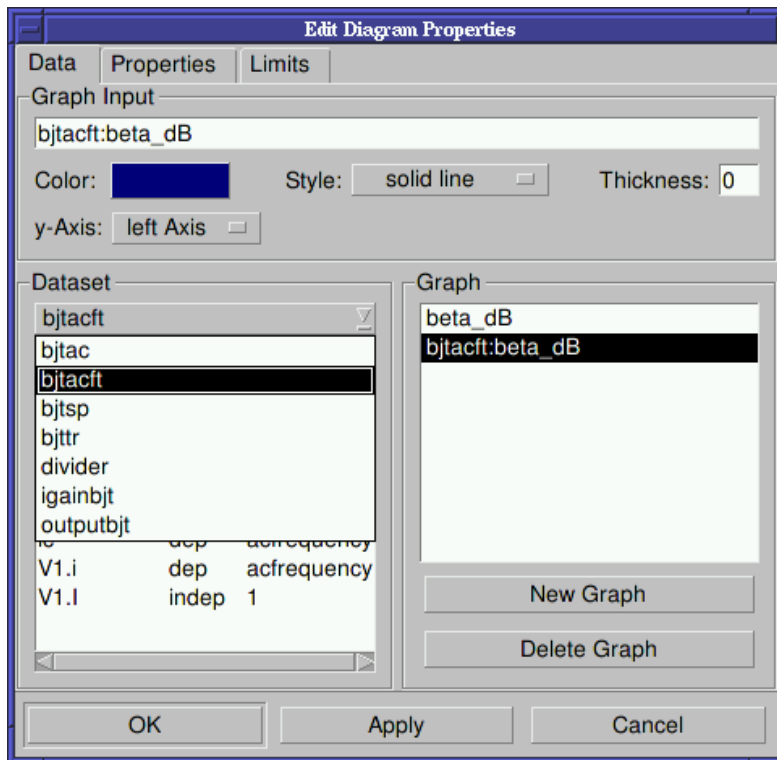 Edit Diagram Properties
Data Properties Limits
Graph Input
bjtacft:beta_dB
Color: Style: solid line Thickness: 0
y-Axis: left Axis
Dataset
bjtacft
bjtac
bjtacft
bjtsp
bjttr
divider
igainbjt
outputbjt
dep acfrequency
V1.i dep acfrequency
V1.I indep 1
Graph
beta_dB
bjtacft:beta_dB
New Graph
Delete Graph
OK Apply Cancel